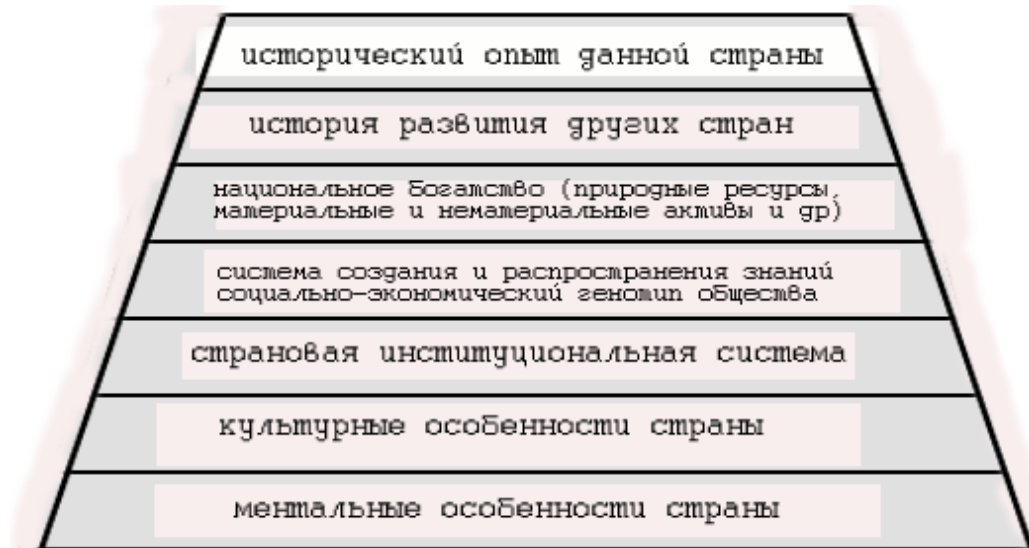 исторический опыт данной страны
история развития других стран
национальное богатство (природные ресурсы,
материальные и нематериальные активы и др)
система создания и распространения знаний
социально-экономический генотип общества
страновая институциональная система
культурные особенности страны
ментальные особенности страны